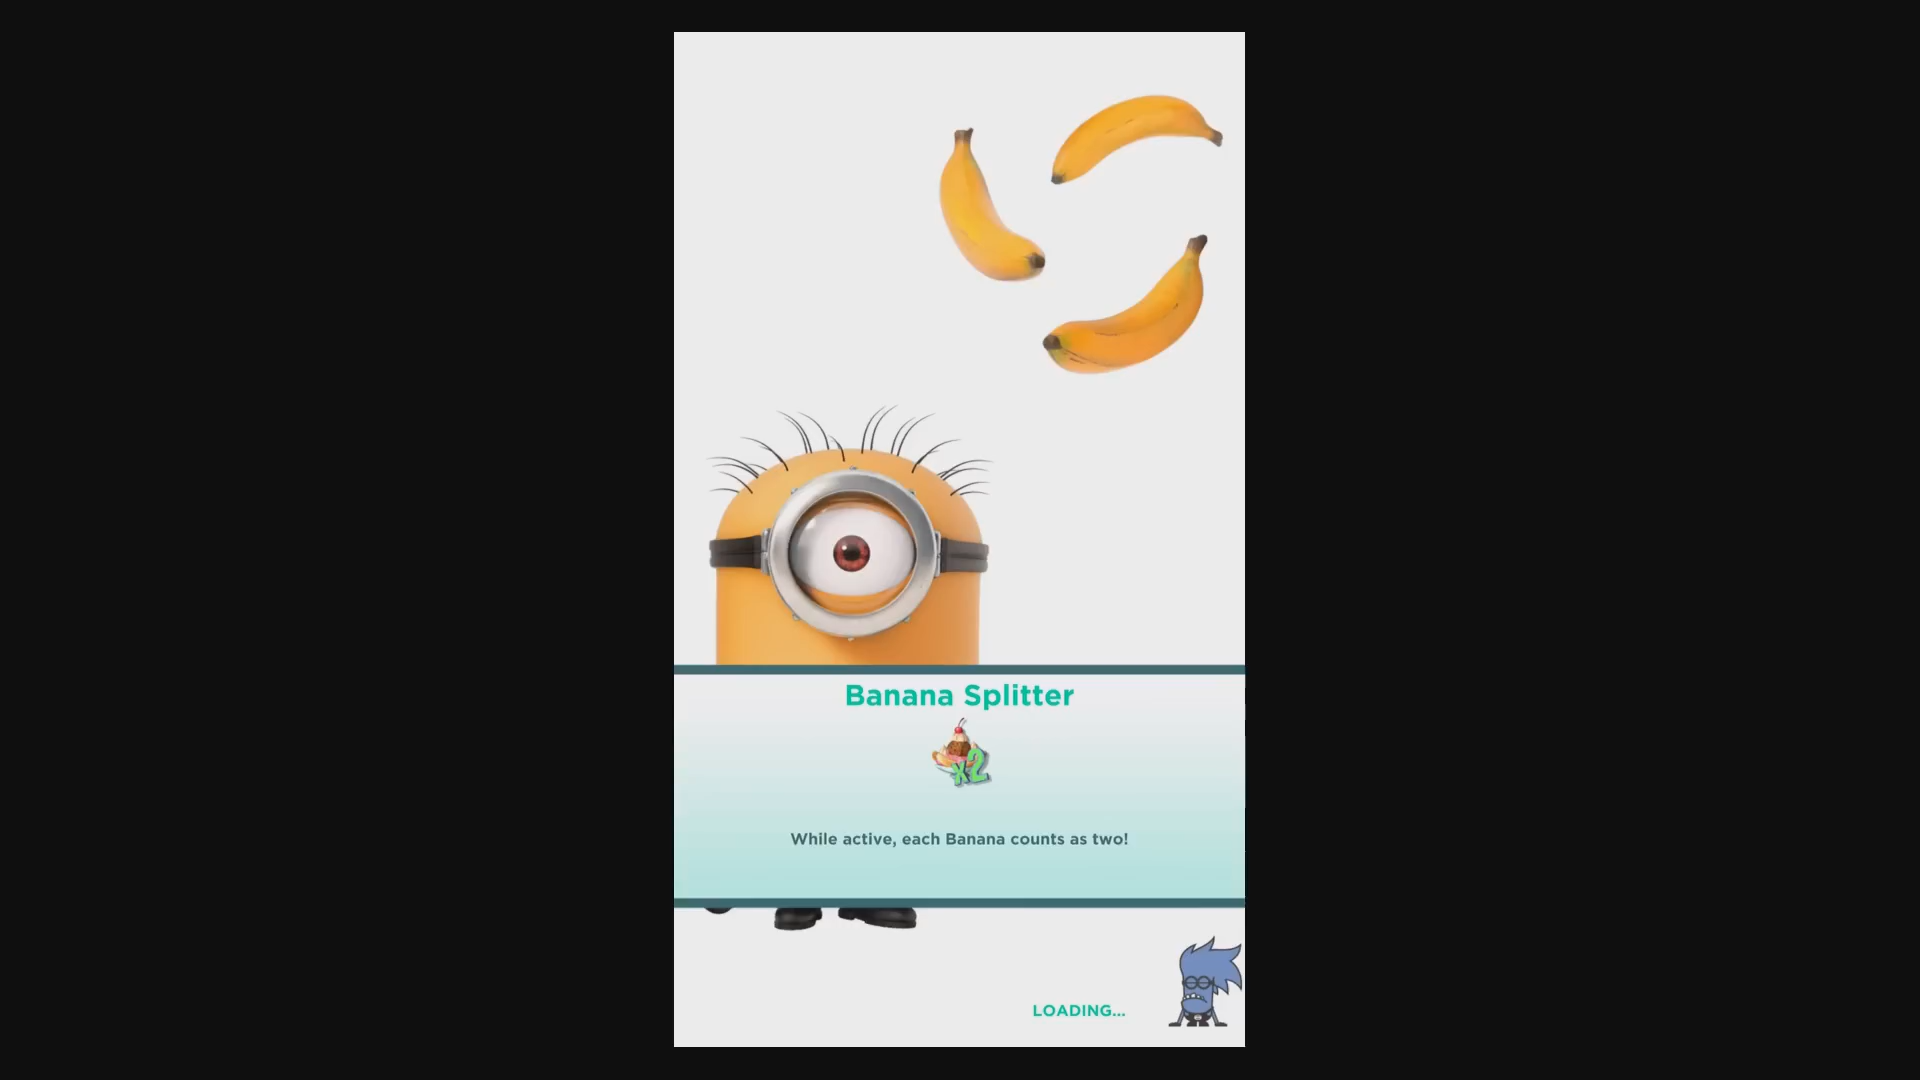 Banana Splitter
x2
While active, each Banana counts as two!
LOADING...